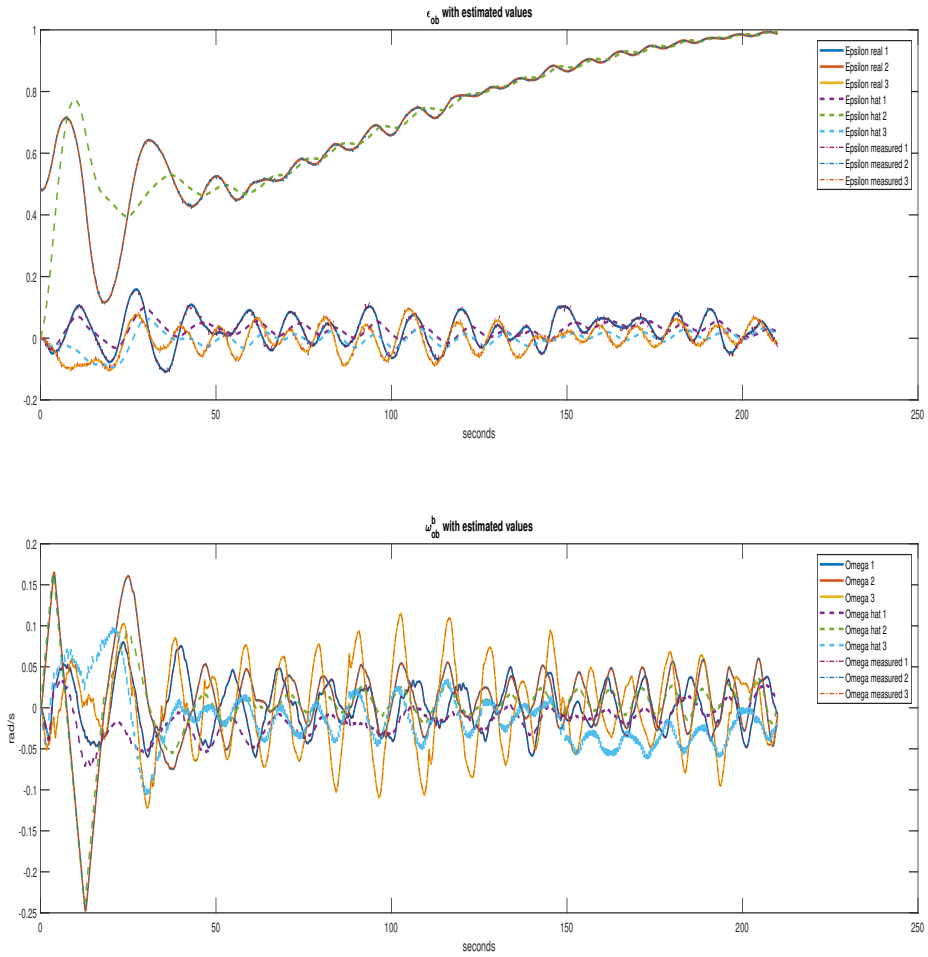 ϵob with estimated values
1
0.8
0.6
0.4
0.2
0
-0.2
0
50
100
150
200
250
seconds
Epsilon real 1
Epsilon real 2
Epsilon real 3
Epsilon hat 1
Epsilon hat 2
Epsilon hat 3
Epsilon measured 1
Epsilon measured 2
Epsilon measured 3
ω^b_ob with estimated values
0.2
0.15
0.1
0.05
0
-0.05
-0.1
-0.15
-0.2
-0.25
rad/s
0
50
100
150
200
250
seconds
Omega 1
Omega 2
Omega 3
Omega hat 1
Omega hat 2
Omega hat 3
Omega measured 1
Omega measured 2
Omega measured 3